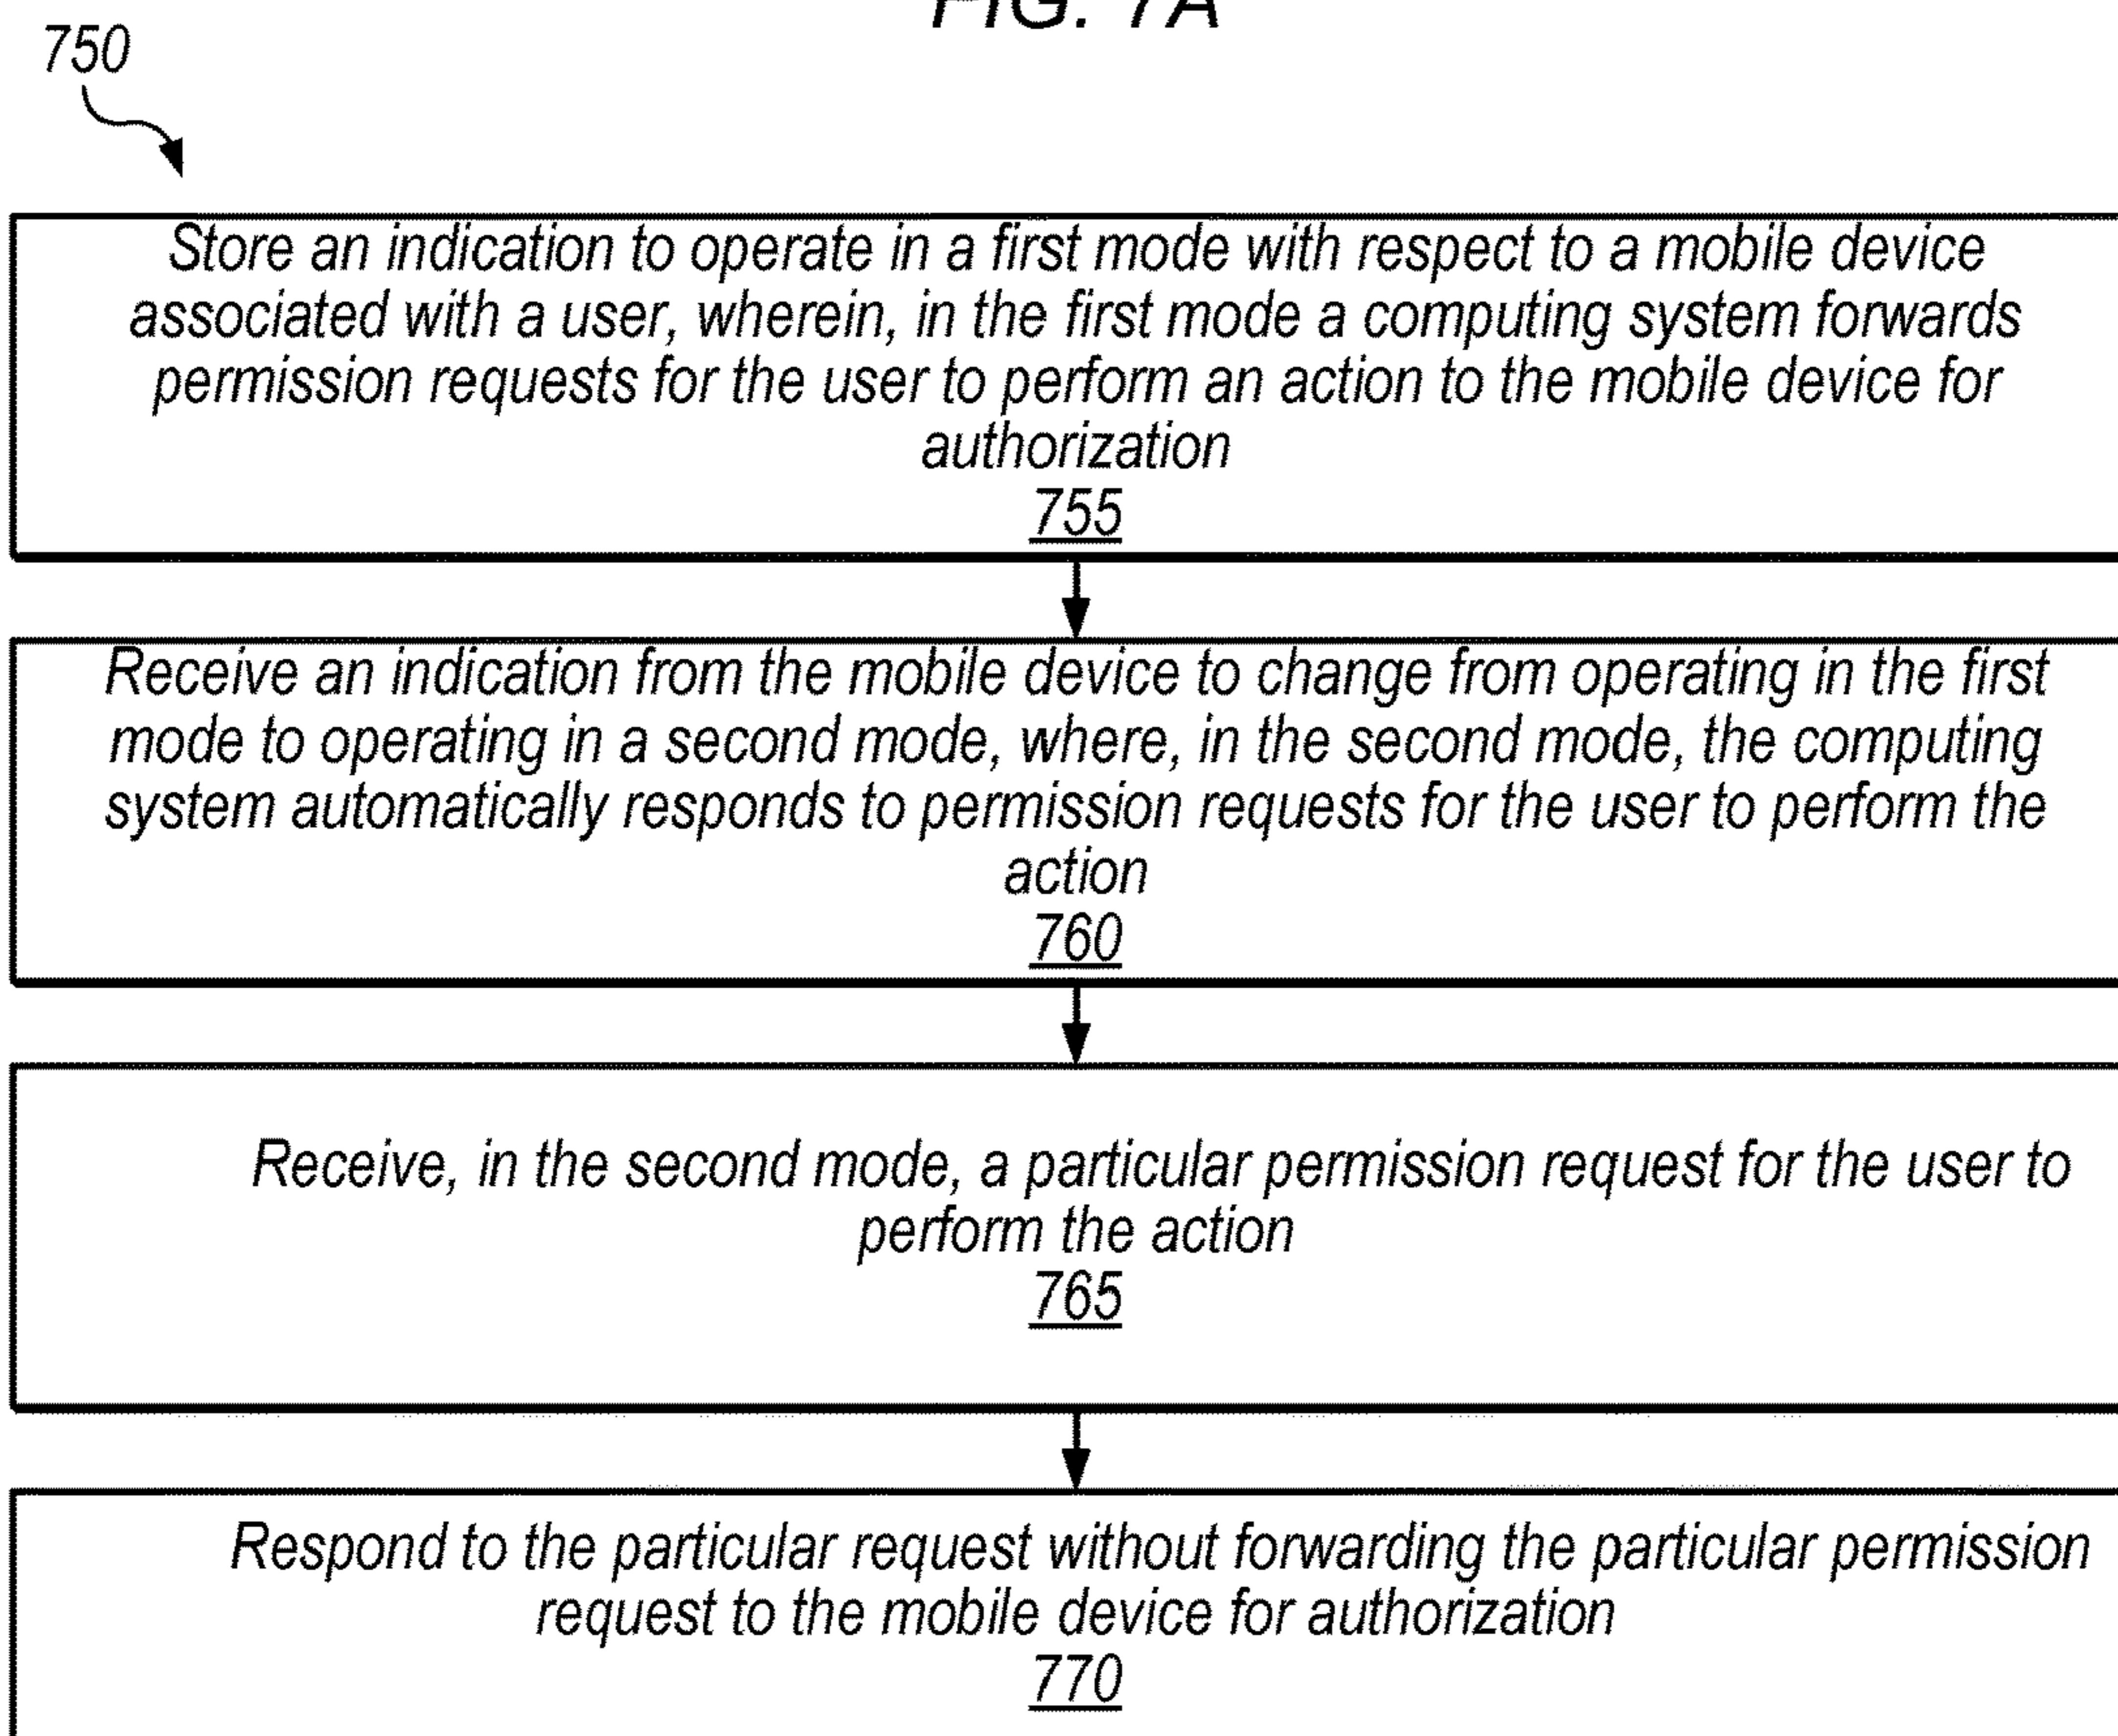 FIG. 7A
750
Store an indication to operate in a first mode with respect to a mobile device
associated with a user, wherein, in the first mode a computing system forwards
permission requests for the user to perform an action to the mobile device for
authorization
755
Receive an indication from the mobile device to change from operating in the first
mode to operating in a second mode, where, in the second mode, the computing
system automatically responds to permission requests for the user to perform the
action
760
Receive, in the second mode, a particular permission request for the user to
perform the action
765
Respond to the particular request without forwarding the particular permission
request to the mobile device for authorization
770